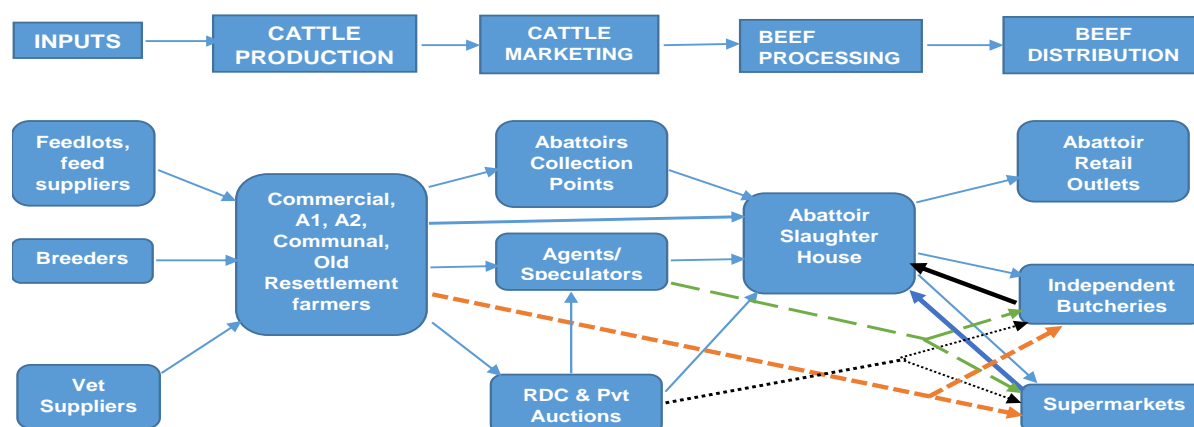 INPUTS
CATTLE
PRODUCTION
CATTLE
MARKETING
BEEF
PROCESSING
BEEF
DISTRIBUTION
Feedlots,
feed
suppliers
Breeders
Vet
Suppliers
Commercial,
A1, A2,
Communal,
Old
Resettlement
farmers
Abattoirs
Collection
Points
Agents/
Speculators
RDC & Pvt
Auctions
Abattoir
Slaughter
House
Abattoir
Retail
Outlets
Independent
Butcheries
Supermarkets